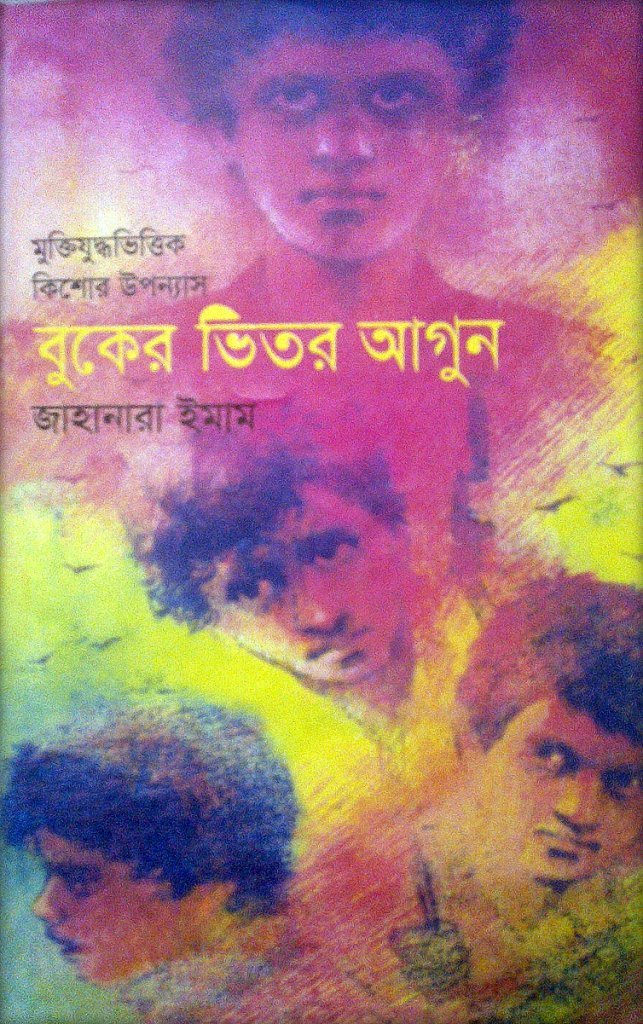 মুক্তিযুদ্ধভিত্তিক
কিশোর উপন্যাস
বুকের ভিতর আগুন
জাহানারা ইমাম